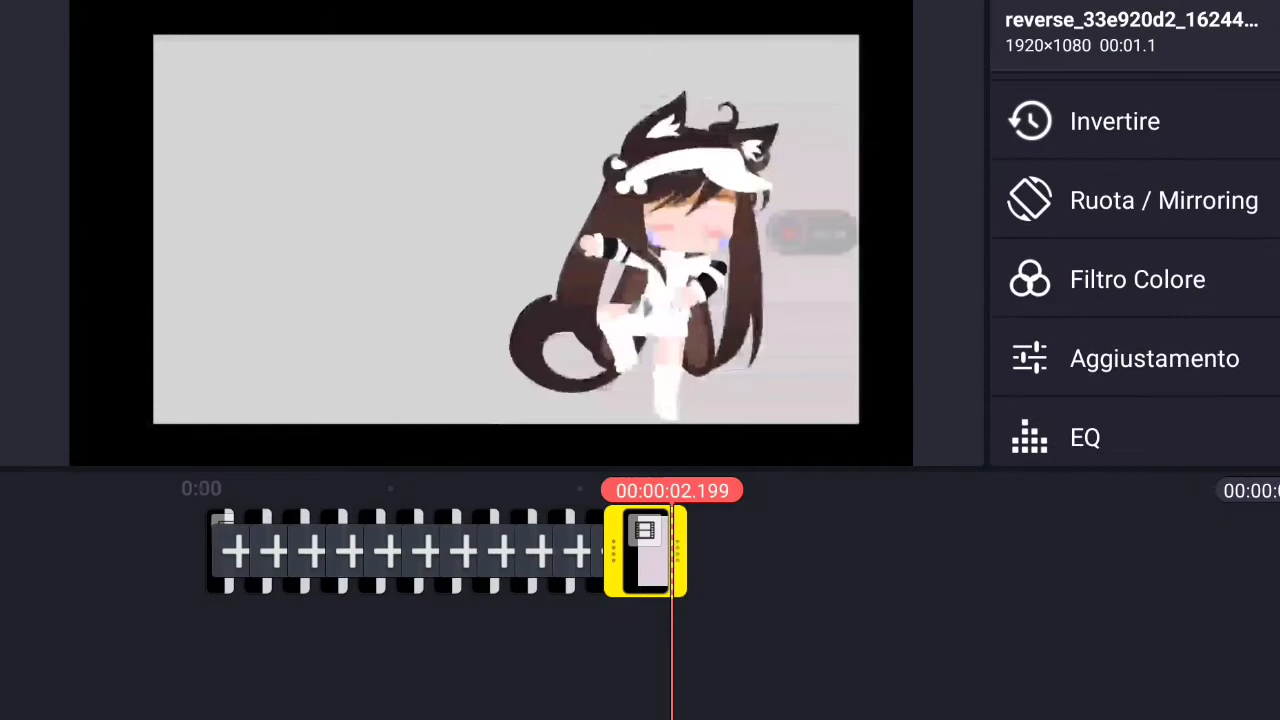 reverse_33e920d2_16244...
1920×1080 00:01.1
Invertire
Ruota / Mirroring
Filtro Colore
Aggiustamento
EQ
0:00
00:00:02.199
00:00:0